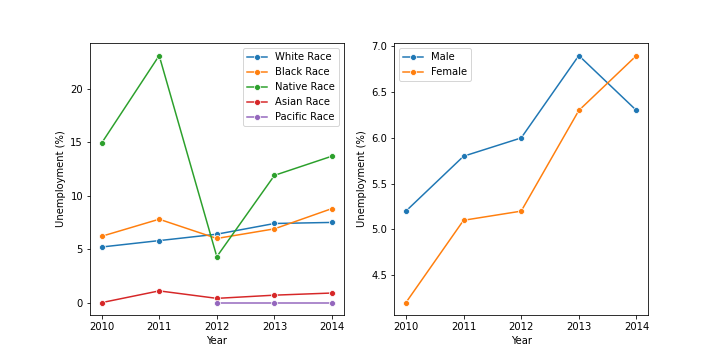 White Race
Black Race
Native Race
Asian Race
Pacific Race
Unemployment (%)
20
15
10
5
0
2010 2011 2012 2013 2014
Year
Male
Female
Unemployment (%)
7.0
6.5
6.0
5.5
5.0
4.5
2010 2011 2012 2013 2014
Year